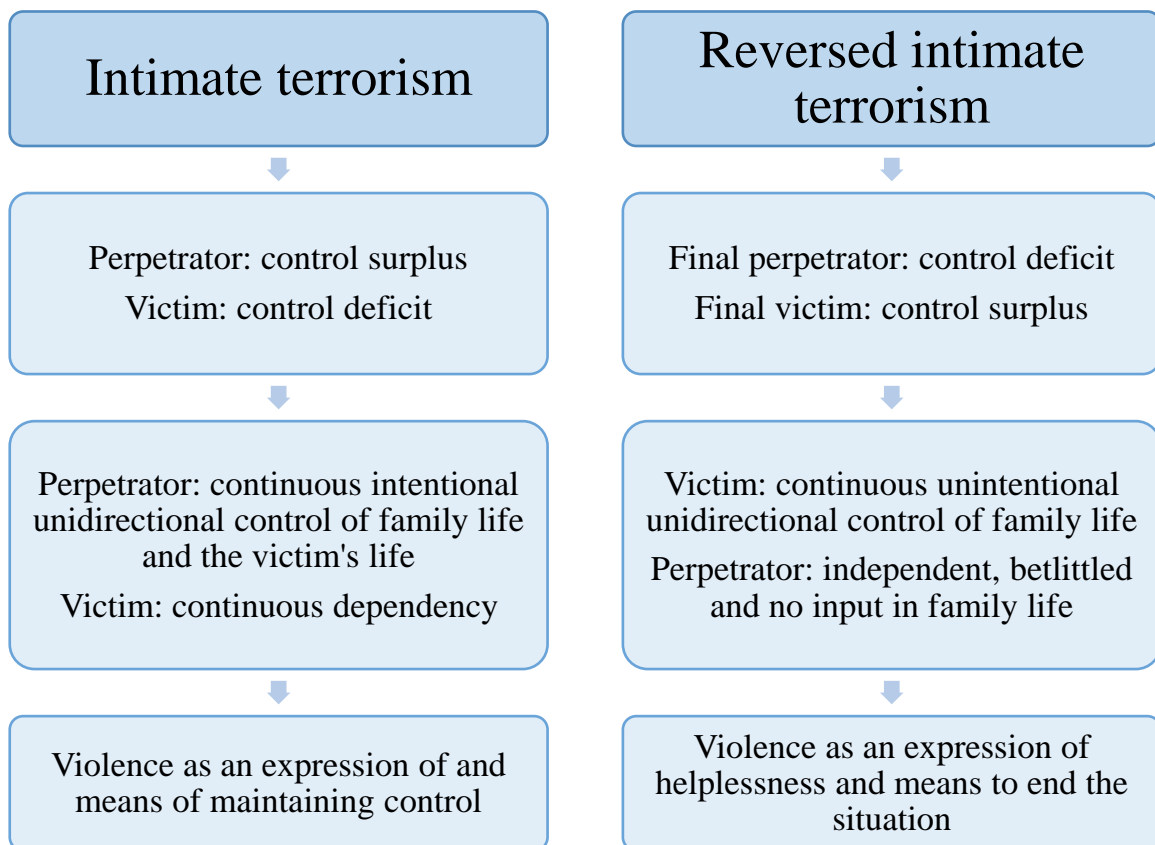 Intimate terrorism
Perpetrator: control surplus
Victim: control deficit
Perpetrator: continuous intentional
unidirectional control of family life
and the victim's life
Victim: continuous dependency
Violence as an expression of and
means of maintaining control
Reversed intimate
terrorism
Final perpetrator: control deficit
Final victim: control surplus
Victim: continuous unintentional
unidirectional control of family life
Perpetrator: independent, betlittled
and no input in family life
Violence as an expression of
helplessness and means to end the
situation